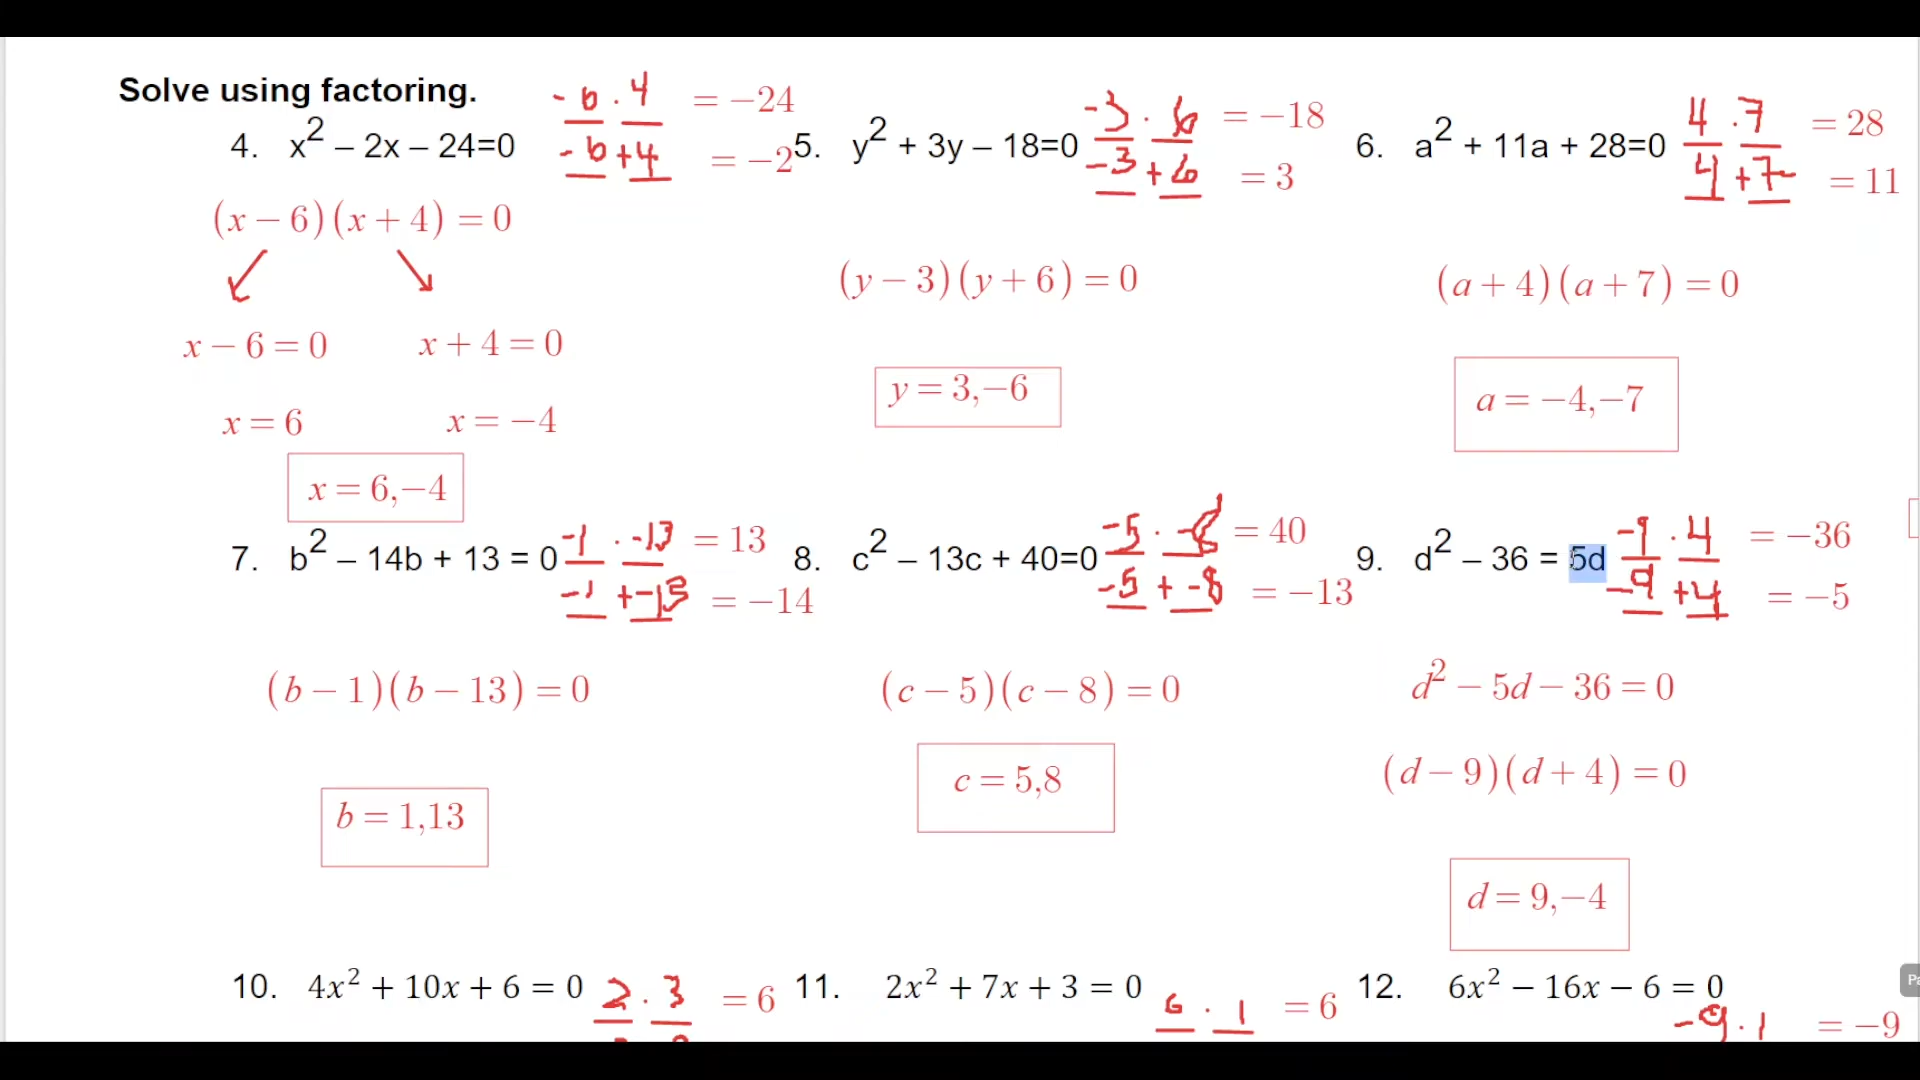 Solve using factoring.
-6 · 4 = −24
4. x² – 2x – 24=0
-6 + 4 = −2
(x − 6)(x + 4) = 0
x − 6 = 0 x + 4 = 0
x = 6 x = −4
x = 6,−4
-3 · 6 = −18
5. y² + 3y – 18=0
-3 + 6 = 3
(y − 3)(y + 6) = 0
y = 3,−6
4 · 7 = 28
6. a² + 11a + 28=0
4 + 7 = 11
(a + 4)(a + 7) = 0
a = −4,−7
-1 · -13 = 13
7. b² – 14b + 13 = 0
-1 + -13 = −14
(b − 1)(b − 13) = 0
b = 1,13
-5 · -8 = 40
8. c² – 13c + 40=0
-5 + -8 = −13
(c − 5)(c − 8) = 0
c = 5,8
-9 · 4 = −36
9. d² – 36 = 5d
-9 + 4 = −5
d² − 5d − 36 = 0
(d − 9)(d + 4) = 0
d = 9,−4
10. 4x² + 10x + 6 = 0
2 · 3 = 6
11. 2x² + 7x + 3 = 0
6 · 1 = 6
12. 6x² − 16x − 6 = 0
-9 · 1 = −9